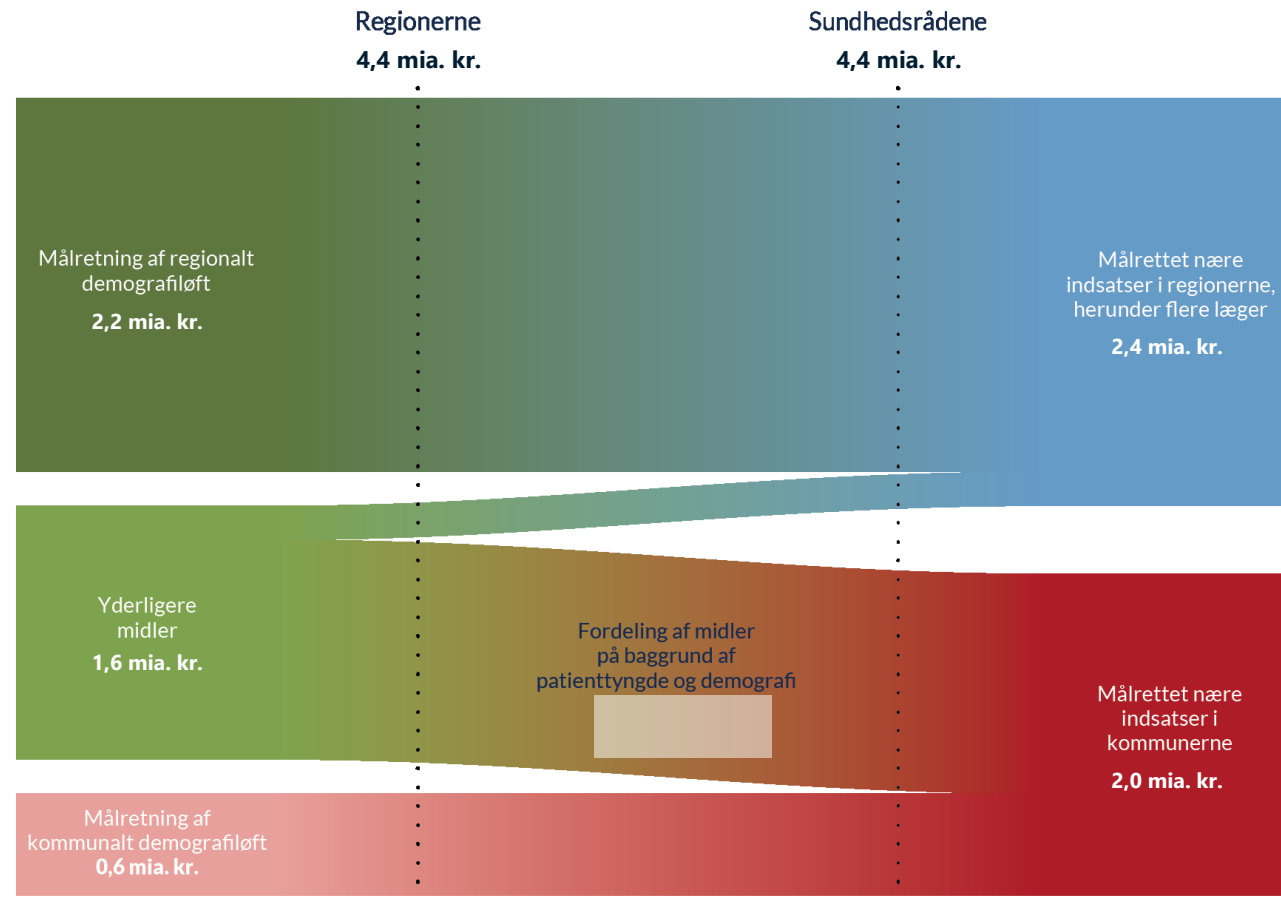 Regionerne
4,4 mia. kr.
Sundhedsrådene
4,4 mia. kr.
Målretning af regionalt
demografiløft
2,2 mia. kr.
Målrettet nære
indsatser i regionerne,
herunder flere læger
2,4 mia. kr.
Yderligere
midler
1,6 mia. kr.
Fordeling af midler
på baggrund af
patienttyngde og demografi
Målrettet nære
indsatser i
kommunerne
2,0 mia. kr.
Målretning af
kommunalt demografiløft
0,6 mia. kr.